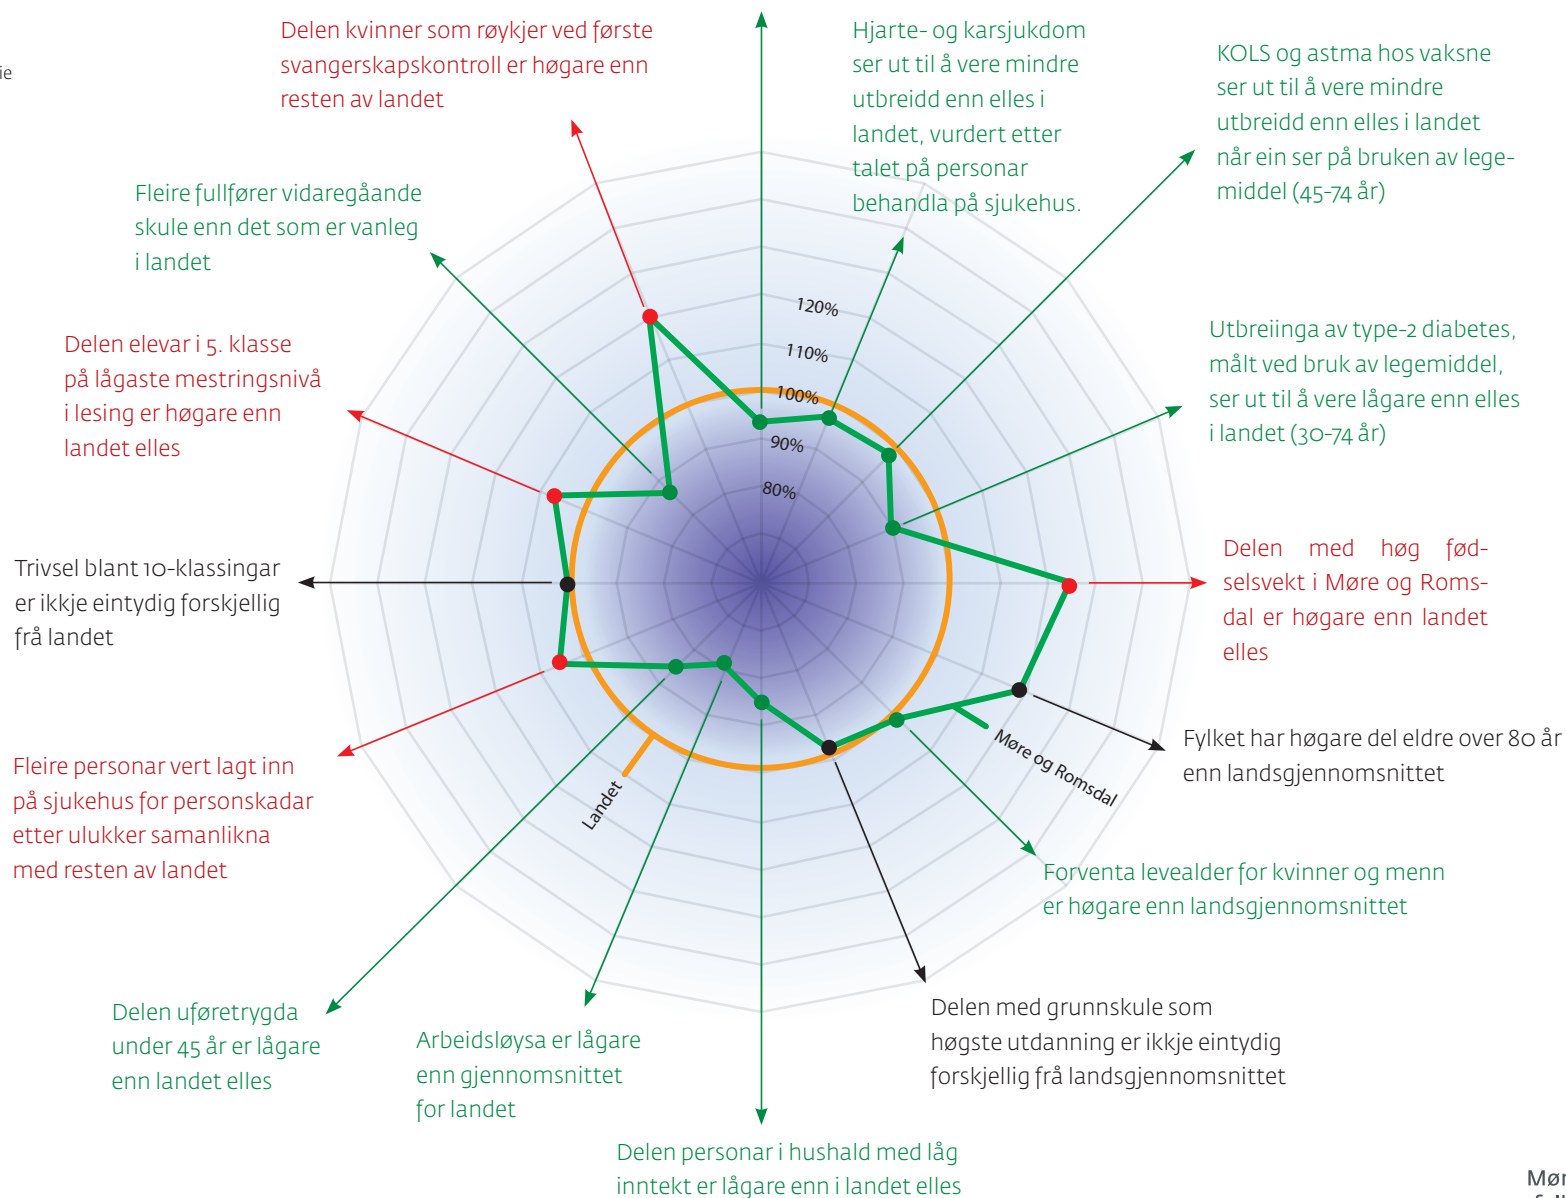 Delen kvinner som røykjer ved første
svangerskapskontroll er høgare enn
resten av landet
Hjarte- og karsjukdom
ser ut til å vere mindre
utbreidd enn elles i
landet, vurdert etter
talet på personar
behandla på sjukehus.
KOLS og astma hos vaksne
ser ut til å vere mindre
utbreidd enn elles i landet
når ein ser på bruken av lege-
middel (45-74 år)
Fleire fullfører vidaregåande
skule enn det som er vanleg
i landet
120%
110%
100%
90%
80%
Utbreiinga av type-2 diabetes,
målt ved bruk av legemiddel,
ser ut til å vere lågare enn elles
i landet (30-74 år)
Delen elevar i 5. klasse
på lågaste mestringsnivå
i lesing er høgare enn
landet elles
Trivsel blant 10-klassingar
er ikkje eintydig forskjellig
frå landet
Delen med høg fød-
selsvekt i Møre og Roms-
dal er høgare enn landet
elles
Fylket har høgare del eldre over 80 år
enn landsgjennomsnittet
Møre og Romsdal
Landet
Fleire personar vert lagt inn
på sjukehus for personskadar
etter ulukker samanlikna
med resten av landet
Forventa levealder for kvinner og menn
er høgare enn landsgjennomsnittet
Delen uføretrygda
under 45 år er lågare
enn landet elles
Arbeidsløysa er lågare
enn gjennomsnittet
for landet
Delen med grunnskule som
høgste utdanning er ikkje eintydig
forskjellig frå landsgjennomsnittet
Delen personar i hushald med låg
inntekt er lågare enn i landet elles